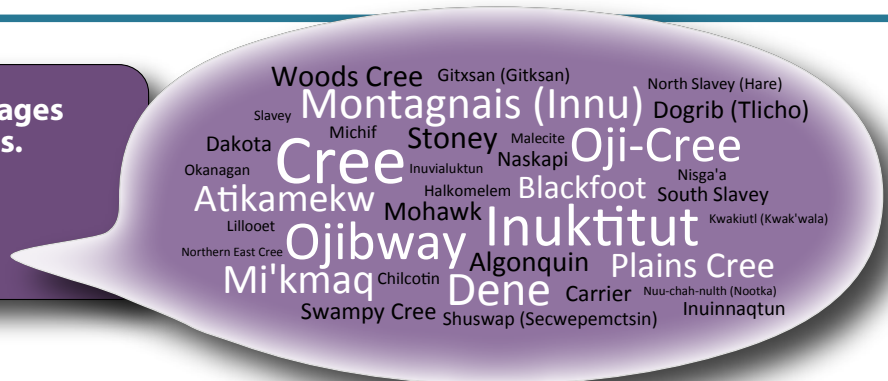 ages
s.
Woods Cree Gitxsan (Gitksan)
North Slavey (Hare)
Slavey Montagnais (Innu) Dogrib (Tlicho)
Dakota Michif Stoney Malecite Oji-Cree
Okanagan Cree Inuvialuktun Naskapi
Nisga'a
Atikamekw Halkomelem Blackfoot South Slavey
Lillooet Mohawk Inuktitut Kwakiutl (Kwak'wala)
Northern East Cree Ojibway Algonquin Plains Cree
Mi'kmaq Chilcotin Dene Carrier Nuu-chah-nulth (Nootka)
Swampy Cree Shuswap (Secwepemctsin) Inuinnaqtun